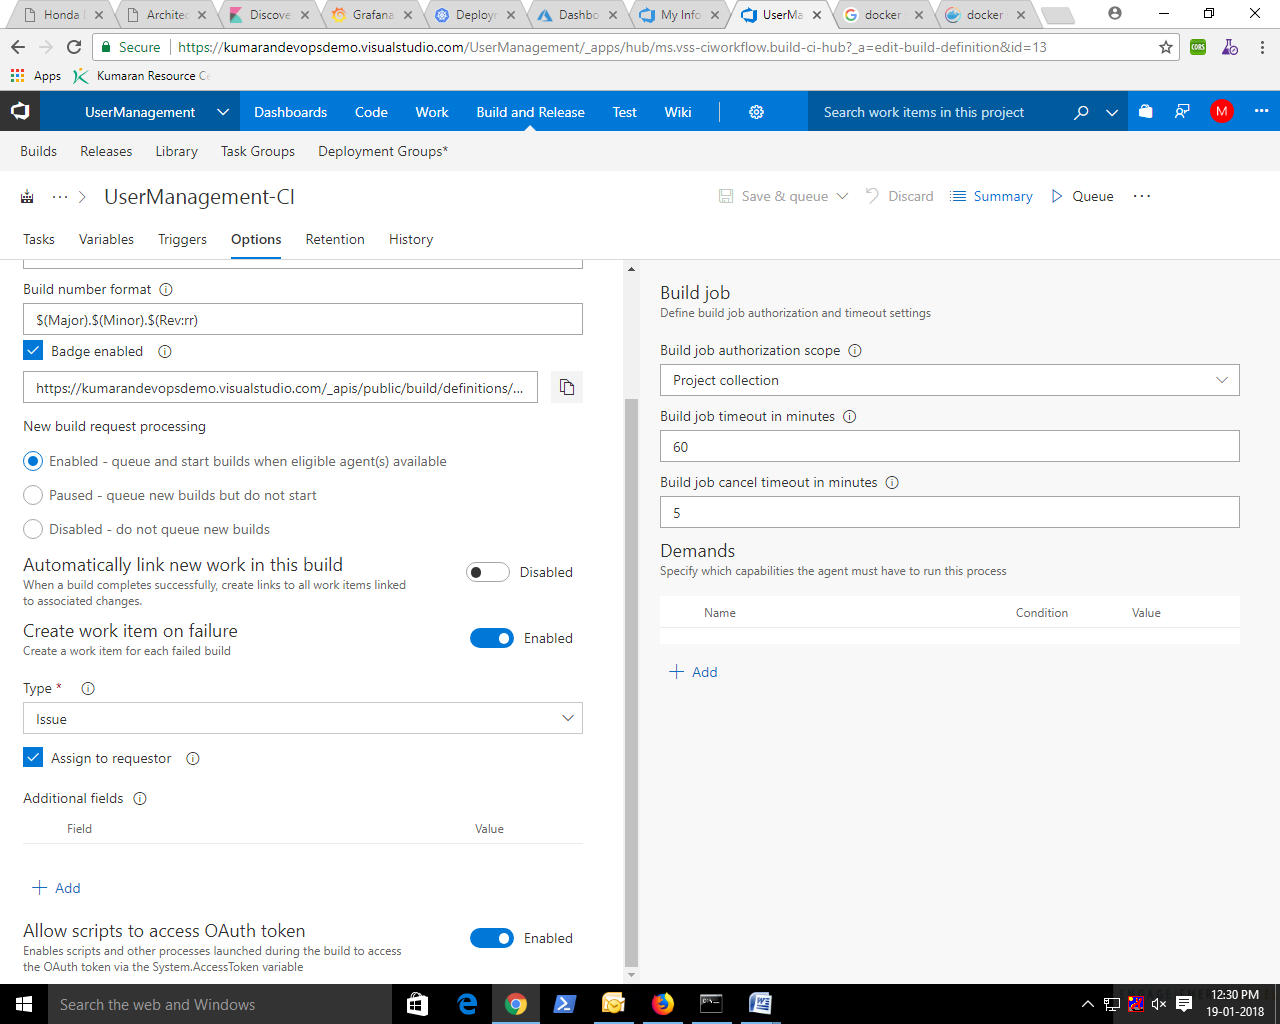 Honda
Architec
Discove
Grafana
Deployn
Dashbo
My Info
UserMa
docker
docker
Secure
https://kumarandevopsdemo.visualstudio.com/UserManagement/_apps/hub/ms.vss-ciworkflow.build-ci-hub?_a=edit-build-definition&id=13
CORS
Apps
Kumaran Resource Ce
UserManagement
Dashboards
Code
Work
Build and Release
Test
Wiki
Search work items in this project
M
Builds
Releases
Library
Task Groups
Deployment Groups*
UserManagement-CI
Save & queue
Discard
Summary
Queue
Tasks
Variables
Triggers
Options
Retention
History
Build number format
$(Major).$(Minor).$(Rev:rr)
Badge enabled
https://kumarandevopsdemo.visualstudio.com/_apis/public/build/definitions/...
New build request processing
Enabled - queue and start builds when eligible agent(s) available
Paused - queue new builds but do not start
Disabled - do not queue new builds
Automatically link new work in this build
When a build completes successfully, create links to all work items linked
to associated changes.
Disabled
Create work item on failure
Create a work item for each failed build
Enabled
Type *
Issue
Assign to requestor
Additional fields
Field
Value
Add
Allow scripts to access OAuth token
Enables scripts and other processes launched during the build to access
the OAuth token via the System.AccessToken variable
Enabled
Build job
Define build job authorization and timeout settings
Build job authorization scope
Project collection
Build job timeout in minutes
60
Build job cancel timeout in minutes
5
Demands
Specify which capabilities the agent must have to run this process
Name
Condition
Value
Add
Search the web and Windows
12:30 PM
19-01-2018